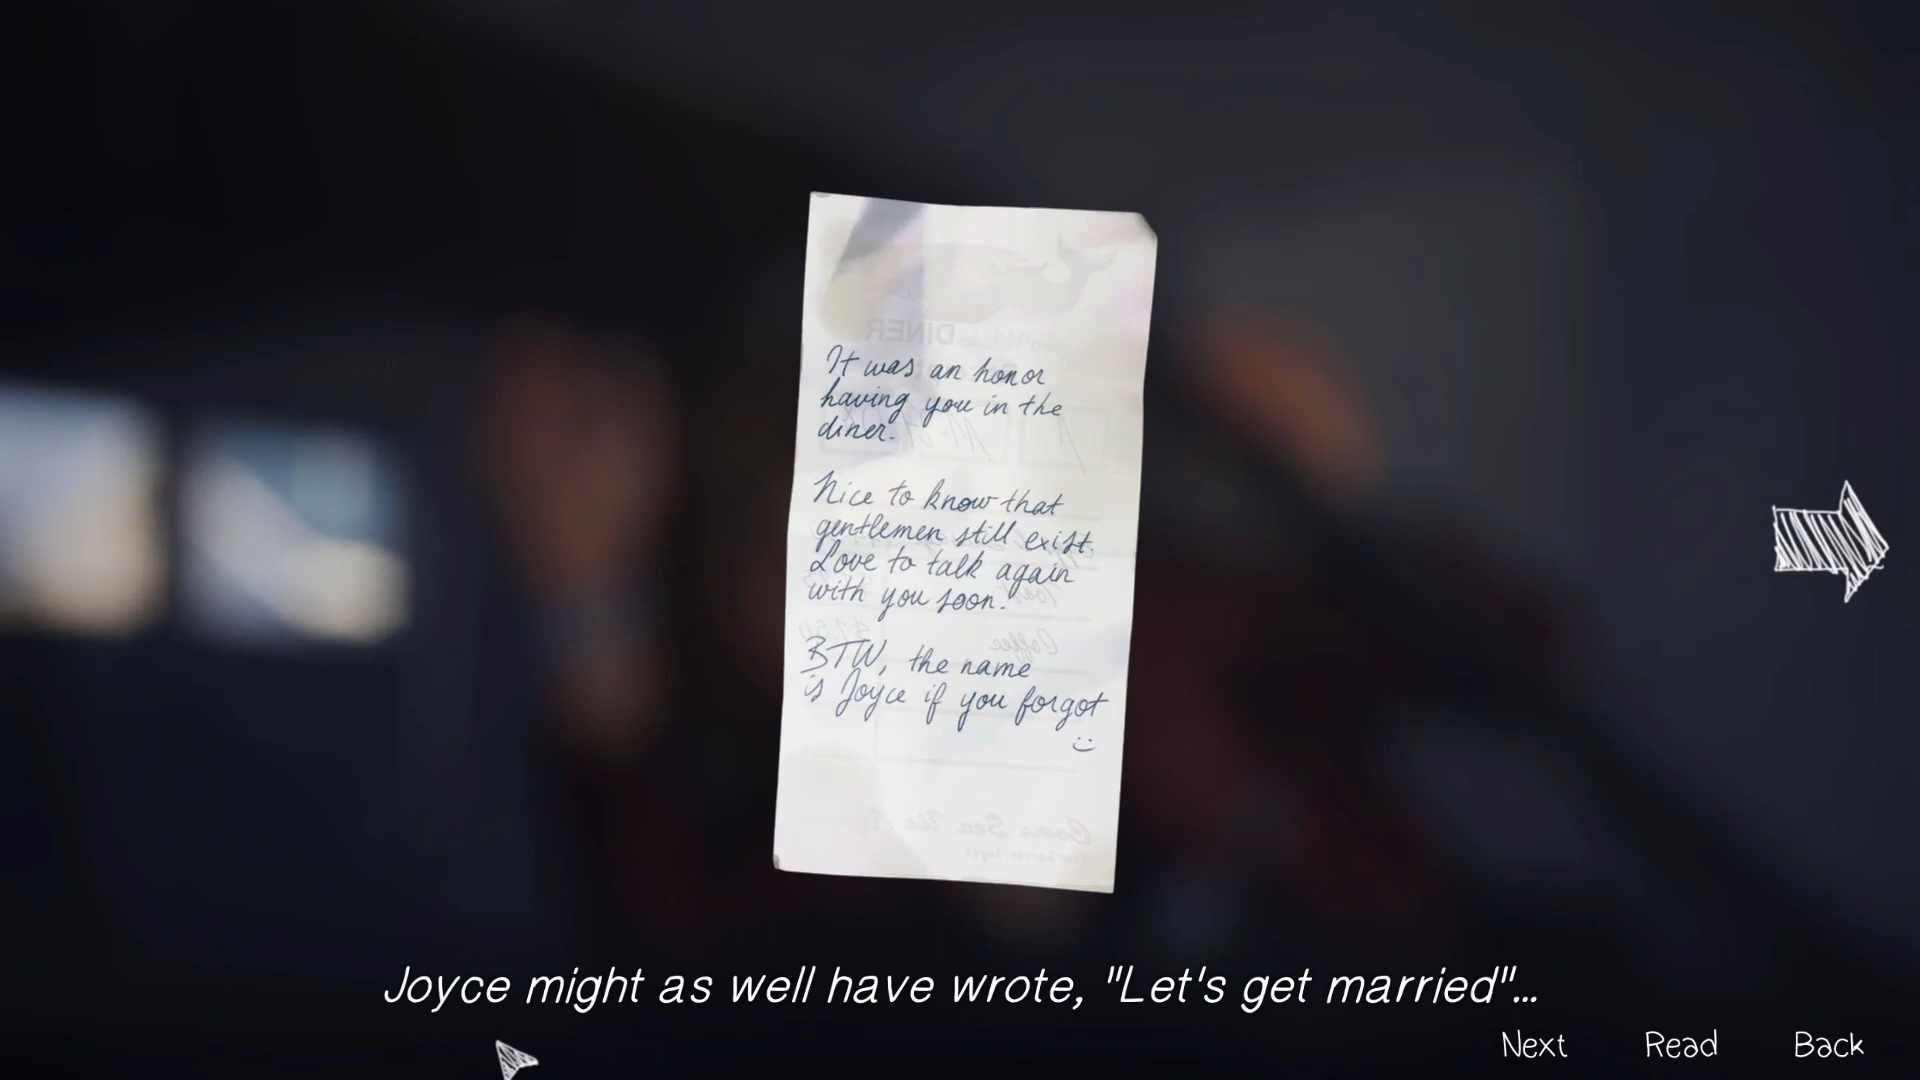 DINER
It was an honor
having you in the
diner.
Nice to know that
gentlemen still exist.
Love to talk again
with you soon.
Coffee
BTW, the name
is Joyce if you forgot
Joyce might as well have wrote, "Let's get married"...
Next Read Back